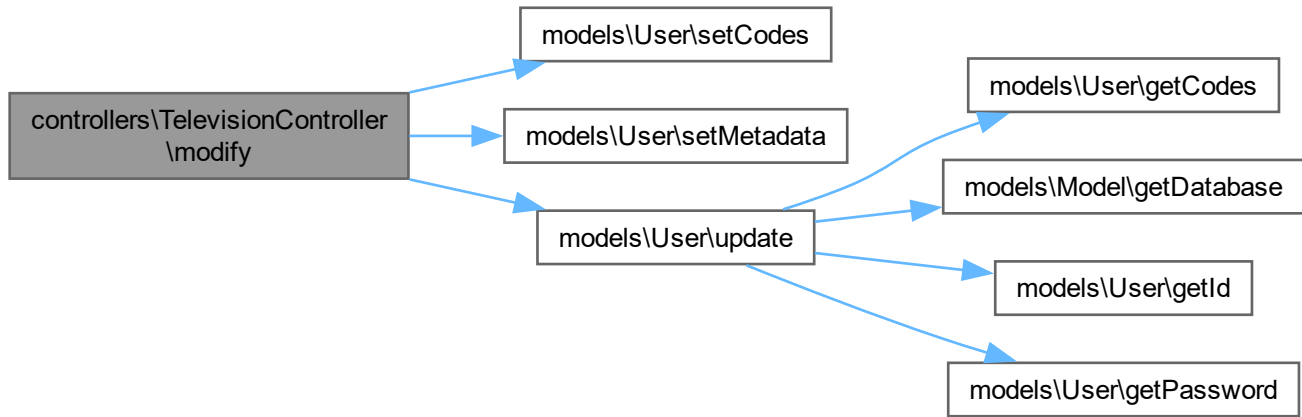 controllers\TelevisionController
\modify
models\User\setCodes
models\User\setMetadata
models\User\update
models\User\getCodes
models\Model\getDatabase
models\User\getId
models\User\getPassword